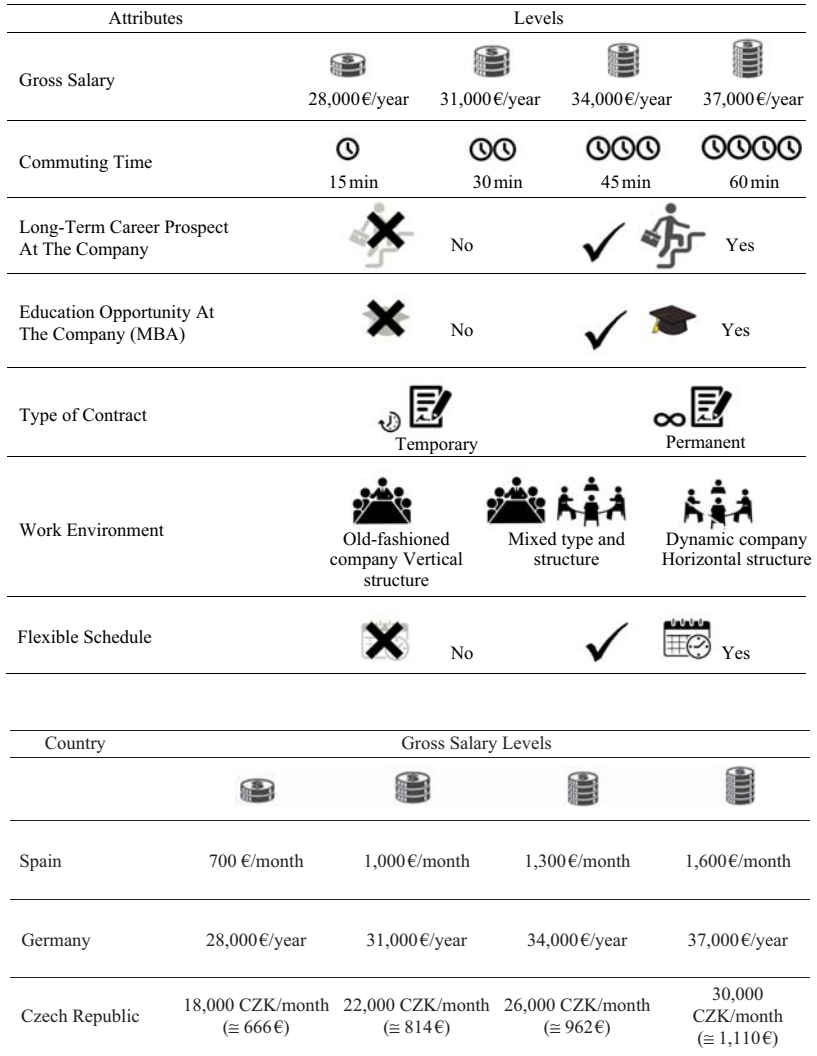 Attributes Levels
Gross Salary
28,000€/year 31,000€/year 34,000€/year 37,000€/year
Commuting Time
15 min 30 min 45 min 60 min
Long-Term Career Prospect
At The Company
No Yes
Education Opportunity At
The Company (MBA)
No Yes
Type of Contract
Temporary Permanent
Work Environment
Old-fashioned Mixed type and Dynamic company
company Vertical structure Horizontal structure
structure
Flexible Schedule
No Yes
Country Gross Salary Levels
Spain 700 €/month 1,000€/month 1,300€/month 1,600€/month
Germany 28,000€/year 31,000€/year 34,000€/year 37,000€/year
Czech Republic 18,000 CZK/month 22,000 CZK/month 26,000 CZK/month 30,000
CZK/month
(≅ 666€) (≅ 814€) (≅ 962€) (≅ 1,110€)